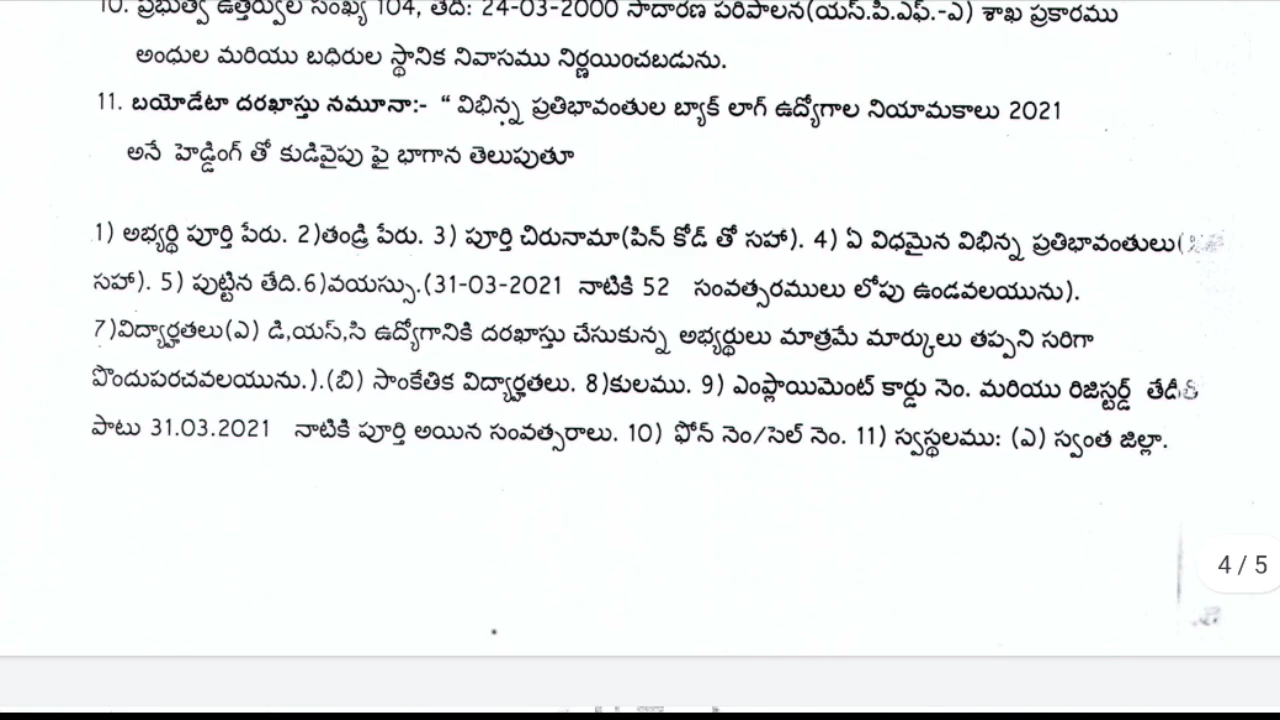 10. ప్రభుత్వ ఉత్తర్వుల సంఖ్య 104, తేది: 24-03-2000 సాదారణ పరిపాలన(యస్.పి.ఎఫ్.-ఎ) శాఖ ప్రకారము
అంధుల మరియు బధిరుల స్థానిక నివాసము నిర్ణయించబడును.
11. బయోడేటా దరఖాస్తు నమూనా:- “ విభిన్న ప్రతిభావంతుల బ్యాక్ లాగ్ ఉద్యోగాల నియామకాలు 2021
అనే హెడ్డింగ్ తో కుడివైపు పై భాగాన తెలుపుతూ
1) అభ్యర్థి పూర్తి పేరు. 2)తండ్రి పేరు. 3) పూర్తి చిరునామా(పిన్ కోడ్ తో సహా). 4) ఏ విధమైన విభిన్న ప్రతిభావంతులు(
సహా). 5) పుట్టిన తేది.6)వయస్సు.(31-03-2021 నాటికి 52 సంవత్సరములు లోపు ఉండవలయును).
7)విద్యార్హతలు(ఎ) డి,యస్,సి ఉద్యోగానికి దరఖాస్తు చేసుకున్న అభ్యర్థులు మాత్రమే మార్కులు తప్పని సరిగా
పొందుపరచవలయును.).(బి) సాంకేతిక విద్యార్హతలు. 8)కులము. 9) ఎంప్లాయిమెంట్ కార్డు నెం. మరియు రిజిస్టర్డ్ తేదీ
పాటు 31.03.2021 నాటికి పూర్తి అయిన సంవత్సరాలు. 10) ఫోన్ నెం/సెల్ నెం. 11) స్వస్థలము: (ఎ) స్వంత జిల్లా.
4 / 5